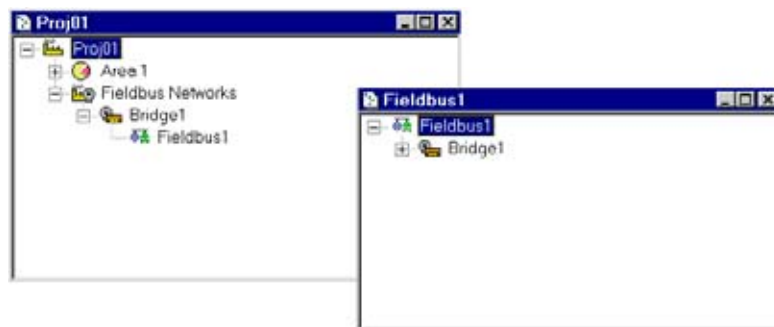 Proj01
Proj01
Area 1
Fieldbus Networks
Bridge1
Fieldbus1
Fieldbus1
Fieldbus1
Bridge1